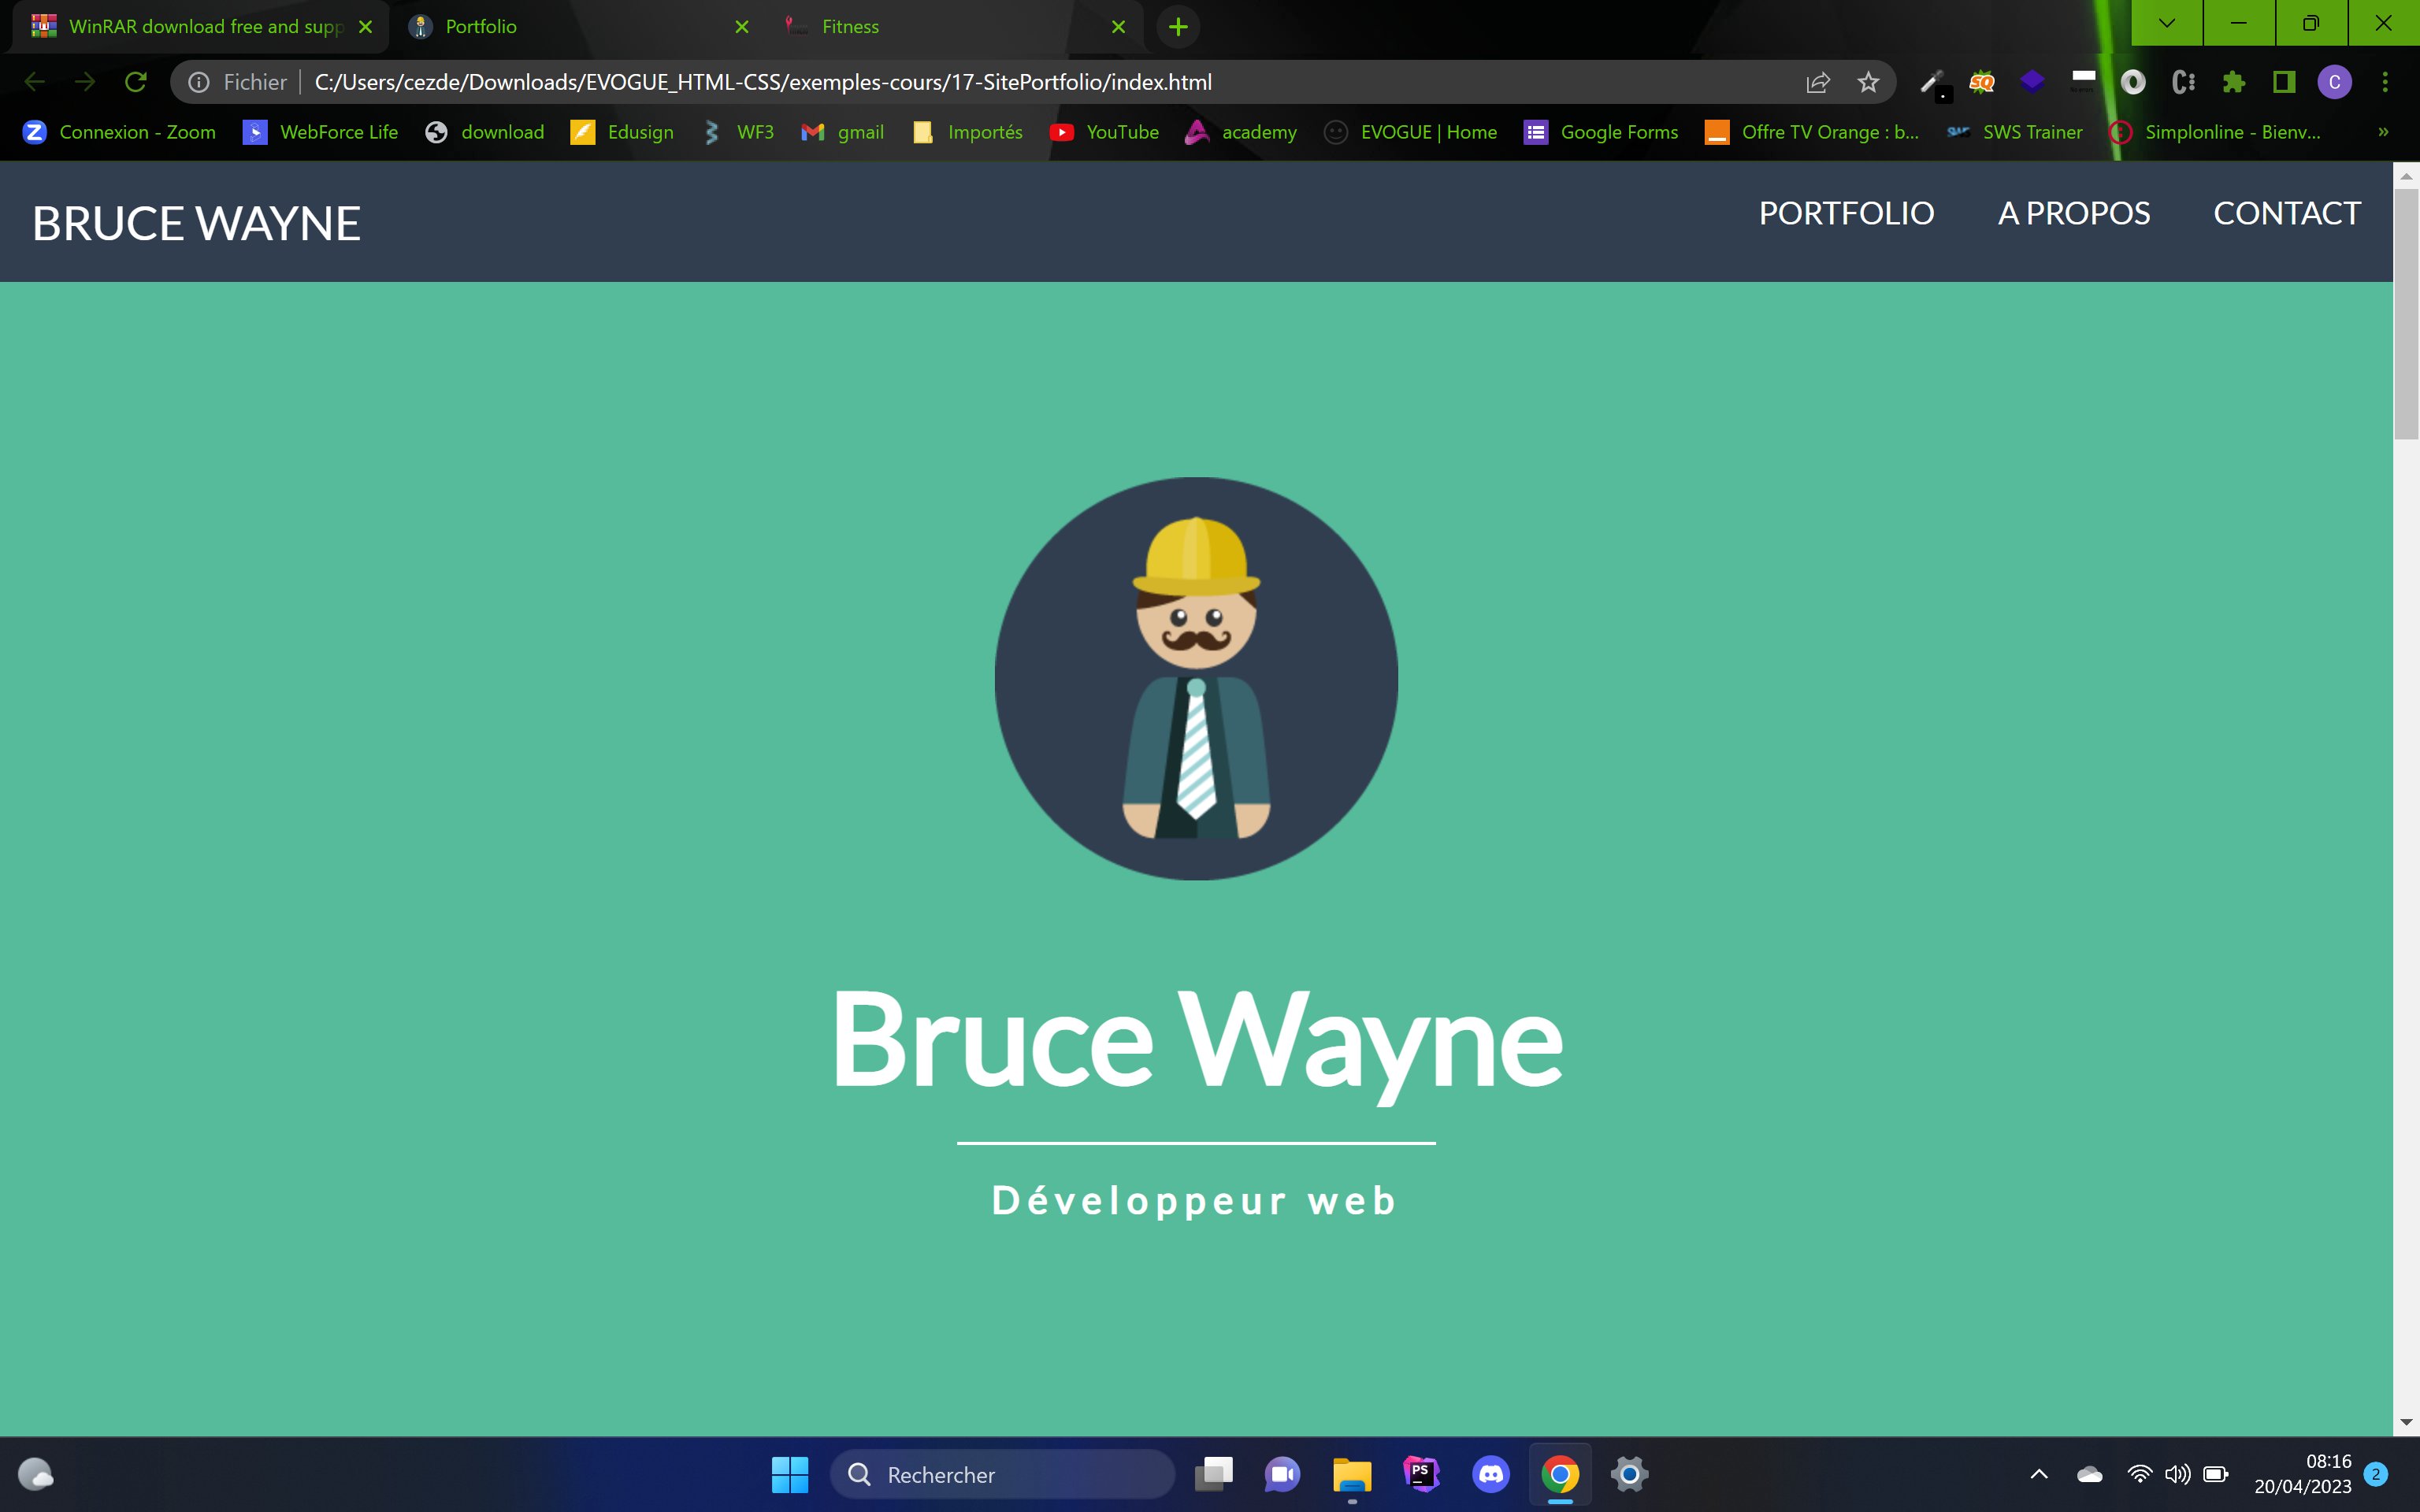 WinRAR download free and supp
Portfolio
Fitness
Fichier
C:/Users/cezde/Downloads/EVOGUE_HTML-CSS/exemples-cours/17-SitePortfolio/index.html
SQ
C
Connexion - Zoom
WebForce Life
download
Edusign
WF3
gmail
Importés
YouTube
academy
EVOGUE | Home
Google Forms
Offre TV Orange : b...
SWS Trainer
Simplonline - Bienv...
»
BRUCE WAYNE
PORTFOLIO
A PROPOS
CONTACT
Bruce Wayne
Développeur web
Rechercher
PS
08:16
20/04/2023
2